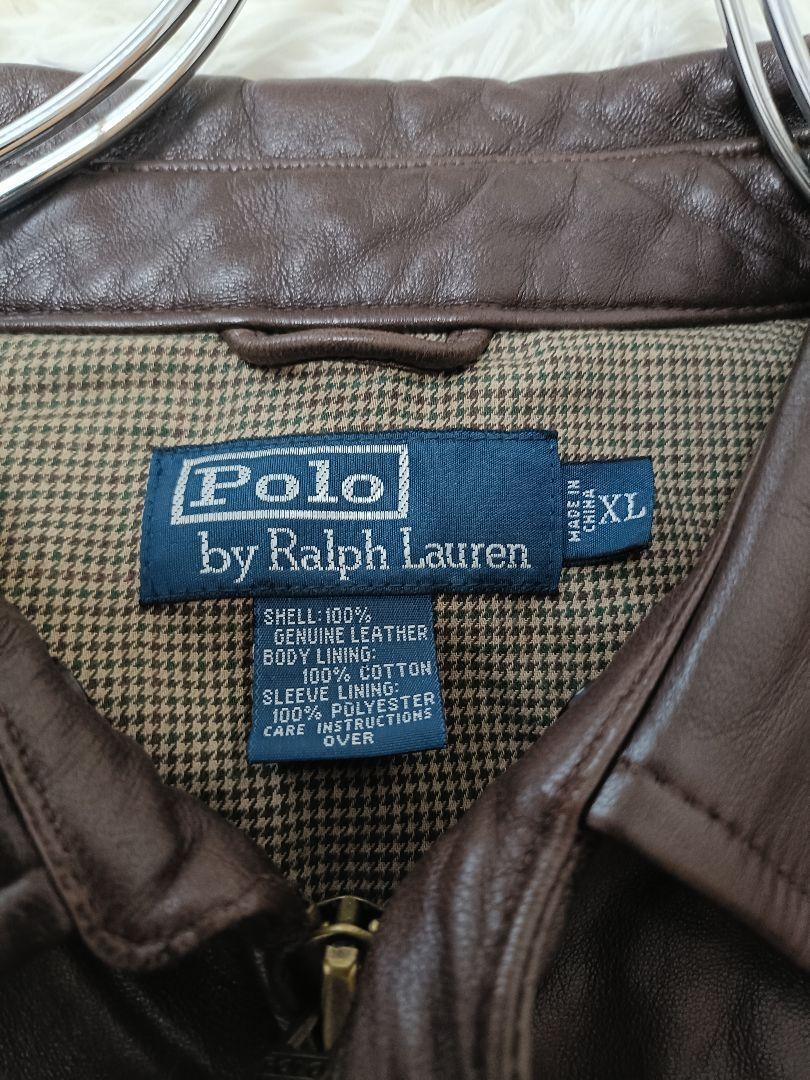 Polo
by Ralph Lauren
MADE IN
CHINA
XL
SHELL:100%
GENUINE LEATHER
BODY LINING:
100% COTTON
SLEEVE LINING:
100% POLYESTER
CARE INSTRUCTIONS
OVER